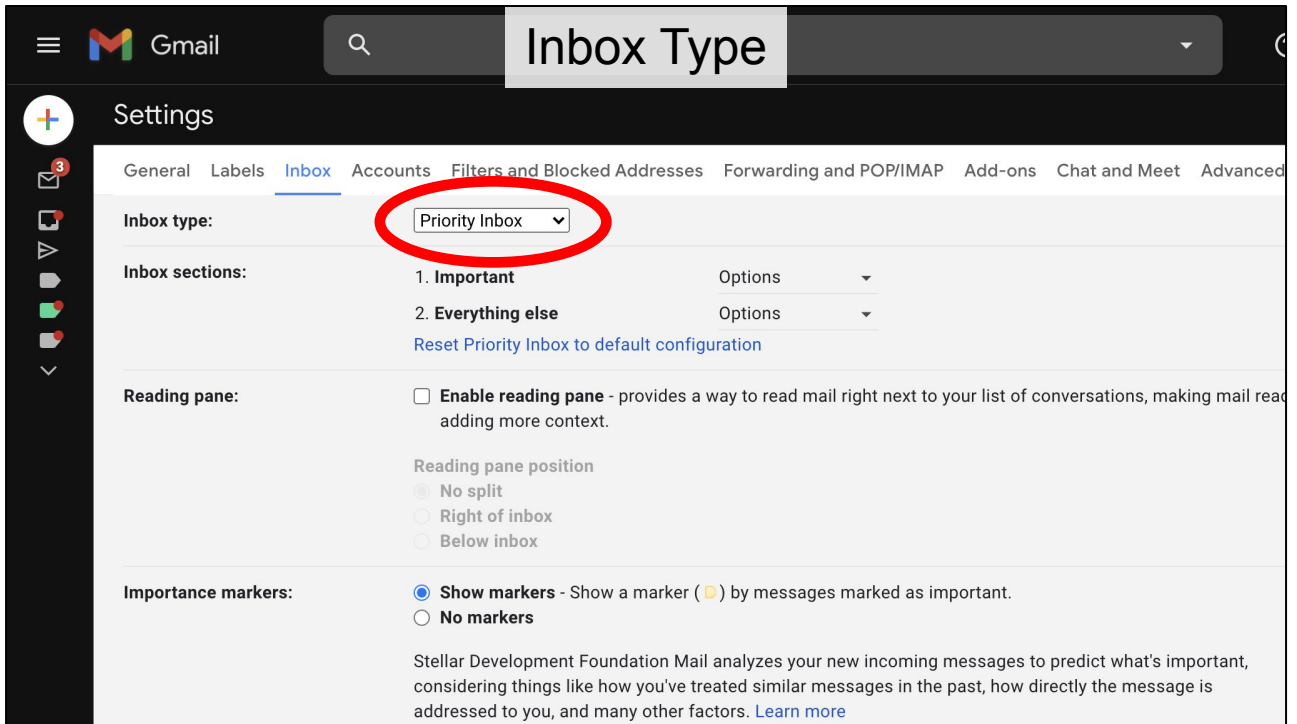 Gmail
Inbox Type
Settings
3
General Labels Inbox Accounts Filters and Blocked Addresses Forwarding and POP/IMAP Add-ons Chat and Meet Advanced
Inbox type: Priority Inbox
Inbox sections: 1. Important Options
2. Everything else Options
Reset Priority Inbox to default configuration
Reading pane: Enable reading pane - provides a way to read mail right next to your list of conversations, making mail
adding more context.
Reading pane position
No split
Right of inbox
Below inbox
Importance markers: Show markers - Show a marker ( ) by messages marked as important.
No markers
Stellar Development Foundation Mail analyzes your new incoming messages to predict what's important,
considering things like how you've treated similar messages in the past, how directly the message is
addressed to you, and many other factors. Learn more